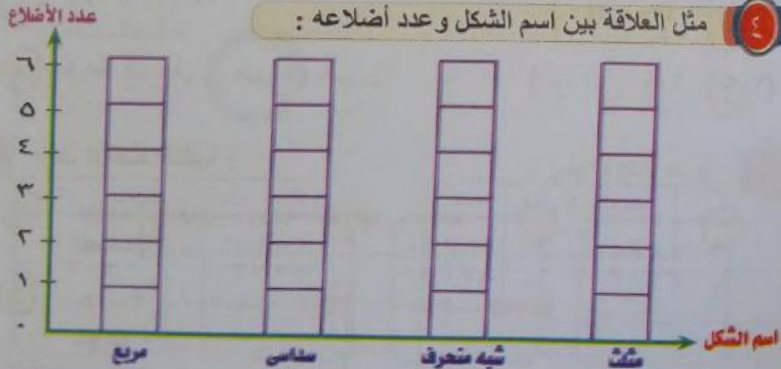 ٤ مثل العلاقة بين اسم الشكل وعدد أضلاعه :
عدد الأضلاع
٦
٥
٤
٣
٢
١
٠
اسم الشكل
مثلث
شبه منحرف
سداسى
مربع